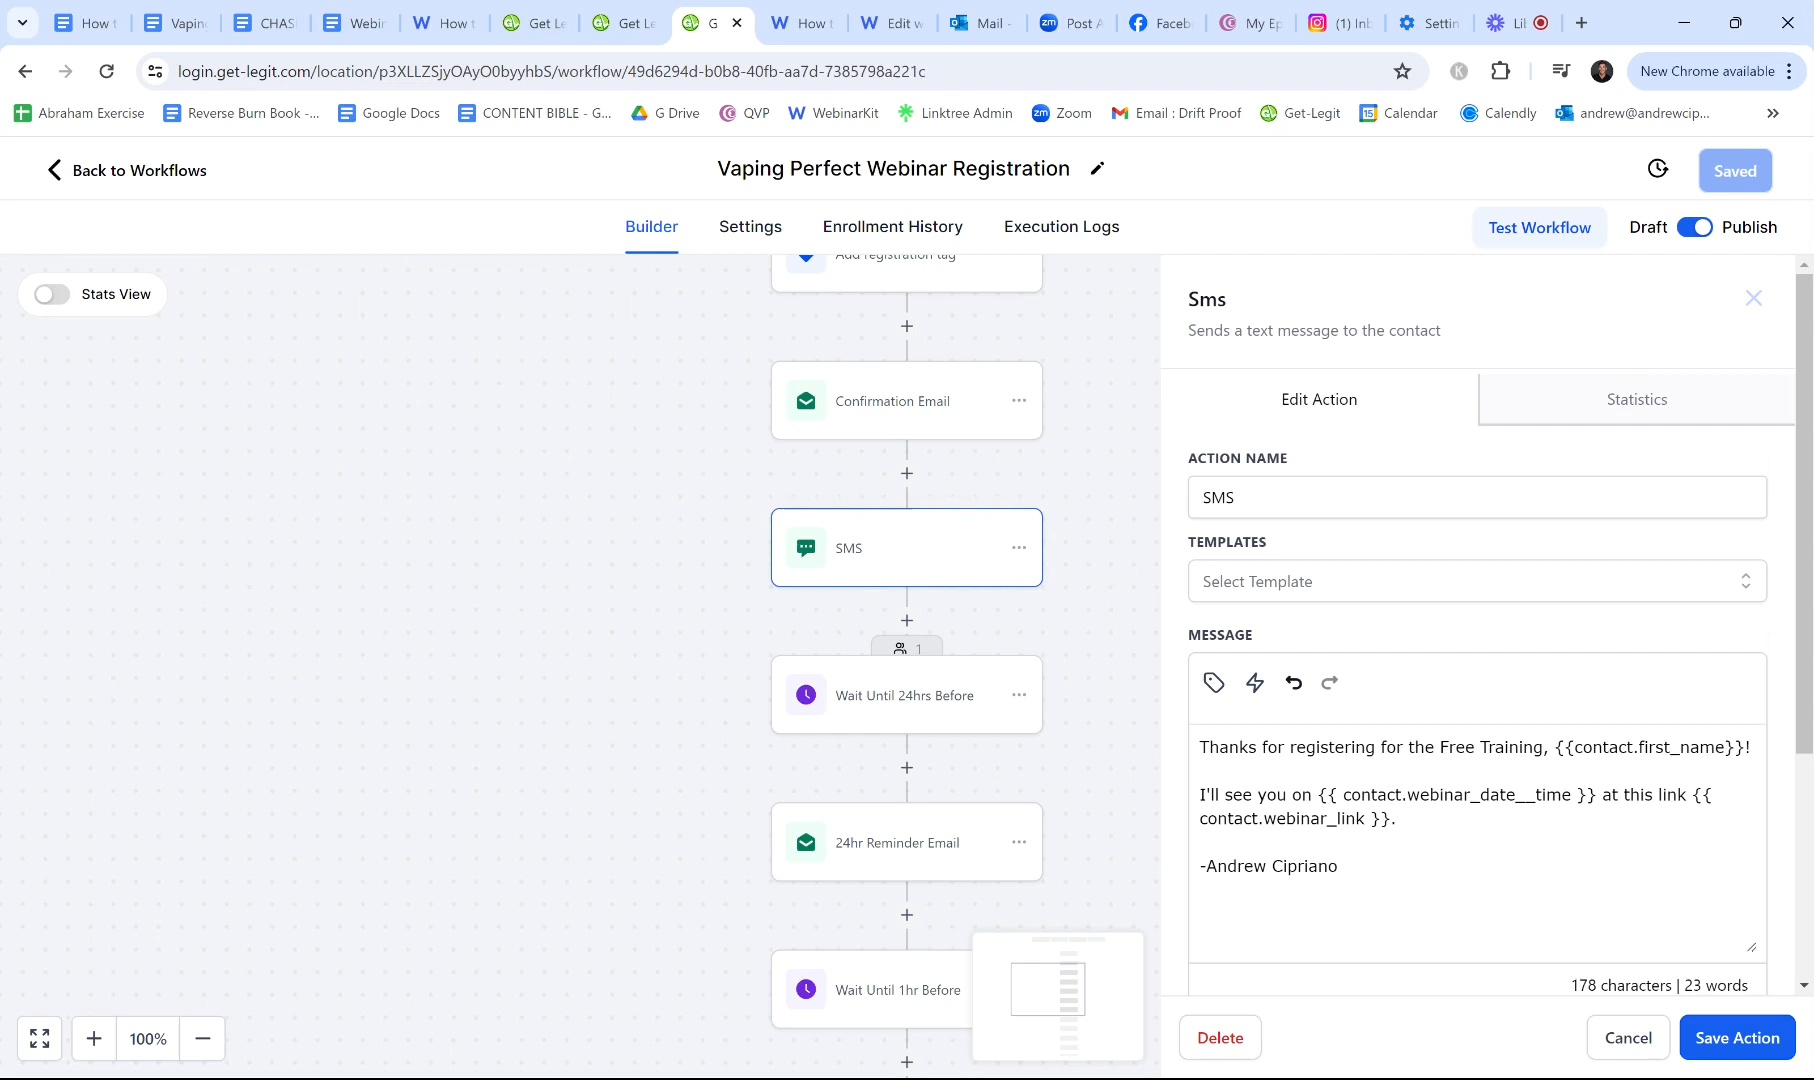 How t
Vaping
CHAS
Webin
How t
Get Le
Get Le
G
How t
Edit w
Mail -
Post A
Faceb
My Ep
(1) Inb
Settin
Lil
login.get-legit.com/location/p3XLLZSjyOAyO0byyhbS/workflow/49d6294d-b0b8-40fb-aa7d-7385798a221c
New Chrome available
Abraham Exercise
Reverse Burn Book -...
Google Docs
CONTENT BIBLE - G...
G Drive
QVP
WebinarKit
Linktree Admin
Zoom
Email : Drift Proof
Get-Legit
Calendar
Calendly
andrew@andrewcip...
Back to Workflows
Vaping Perfect Webinar Registration
Saved
Builder
Settings
Enrollment History
Execution Logs
Test Workflow
Draft
Publish
Stats View
Add registration tag
Confirmation Email
SMS
1
Wait Until 24hrs Before
24hr Reminder Email
Wait Until 1hr Before
100%
Sms
Sends a text message to the contact
Edit Action
Statistics
ACTION NAME
SMS
TEMPLATES
Select Template
MESSAGE
Thanks for registering for the Free Training, {{contact.first_name}}!
I'll see you on {{ contact.webinar_date__time }} at this link {{
contact.webinar_link }}.
-Andrew Cipriano
178 characters | 23 words
Delete
Cancel
Save Action